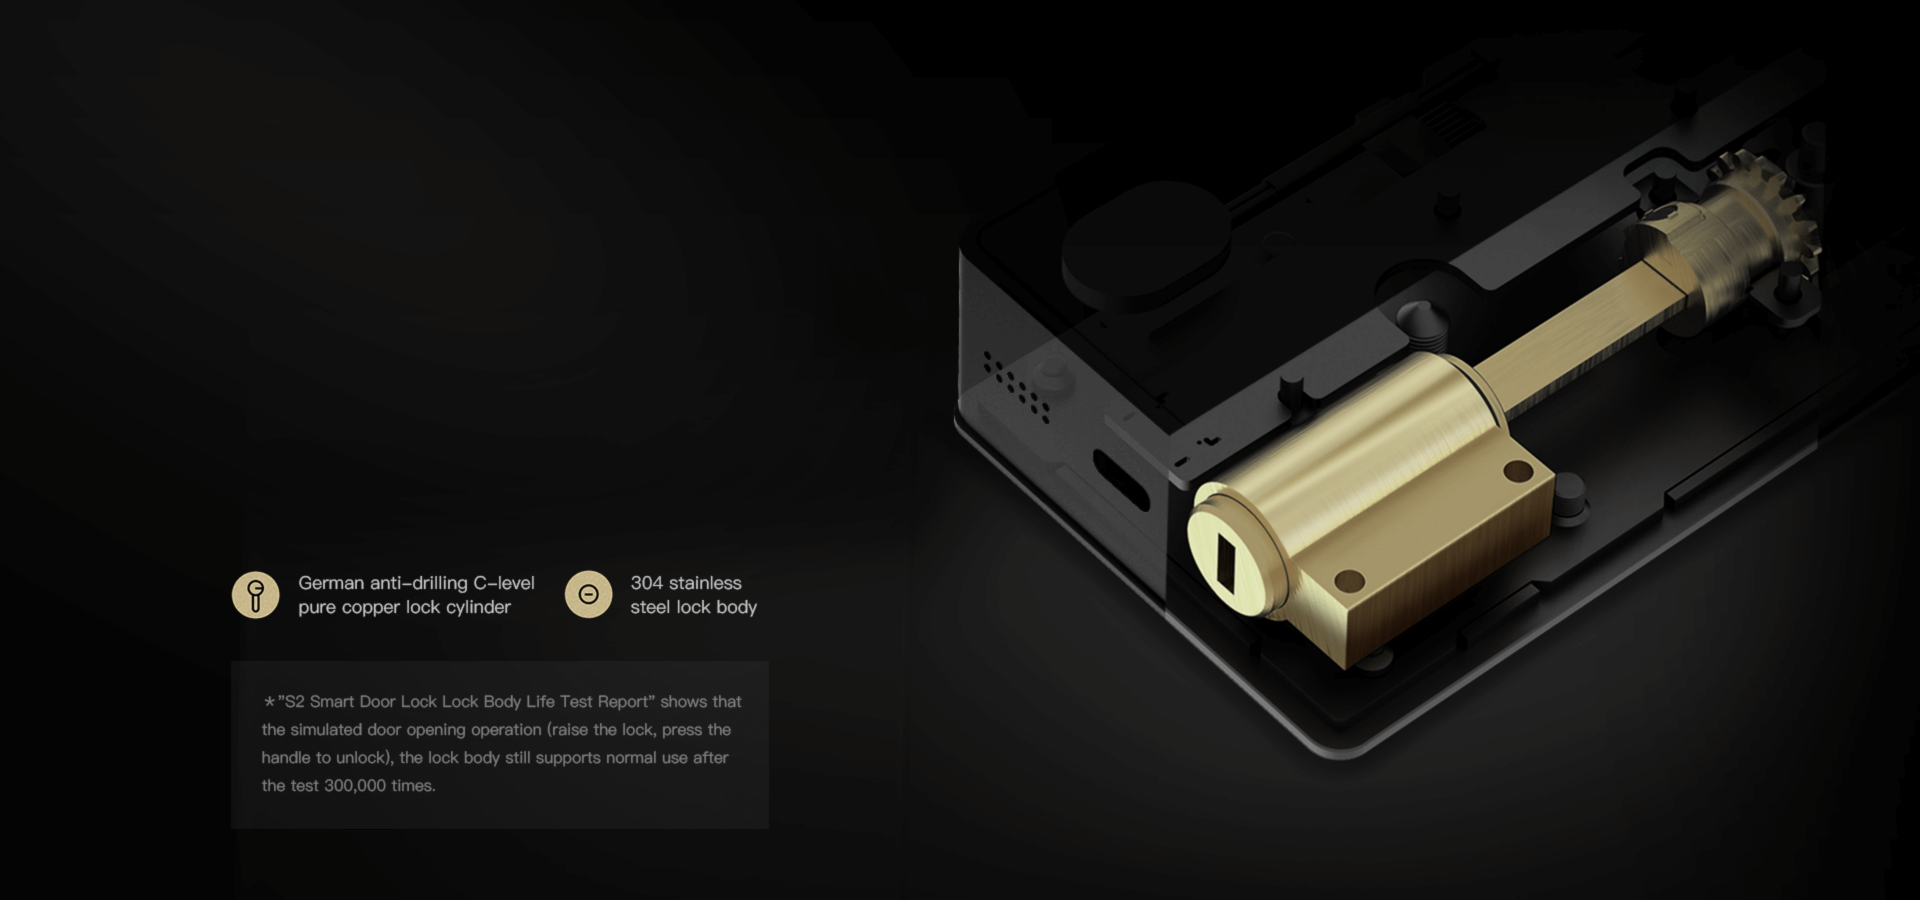 German anti–drilling C–level
pure copper lock cylinder
304 stainless
steel lock body
*"S2 Smart Door Lock Lock Body Life Test Report" shows that
the simulated door opening operation (raise the lock, press the
handle to unlock), the lock body still supports normal use after
the test 300,000 times.